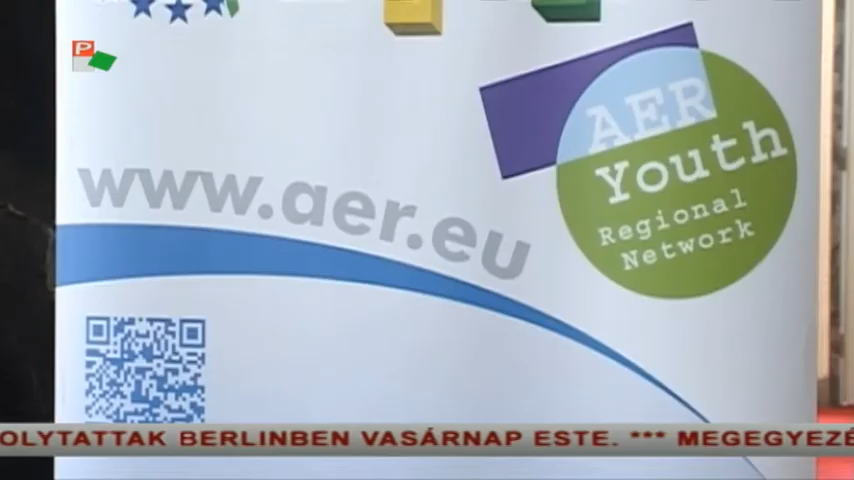 P
AER
Youth
Regional
Network
www.aer.eu
OLYTATTAK BERLINBEN VASÁRNAP ESTE. *** MEGEGYEZÉ